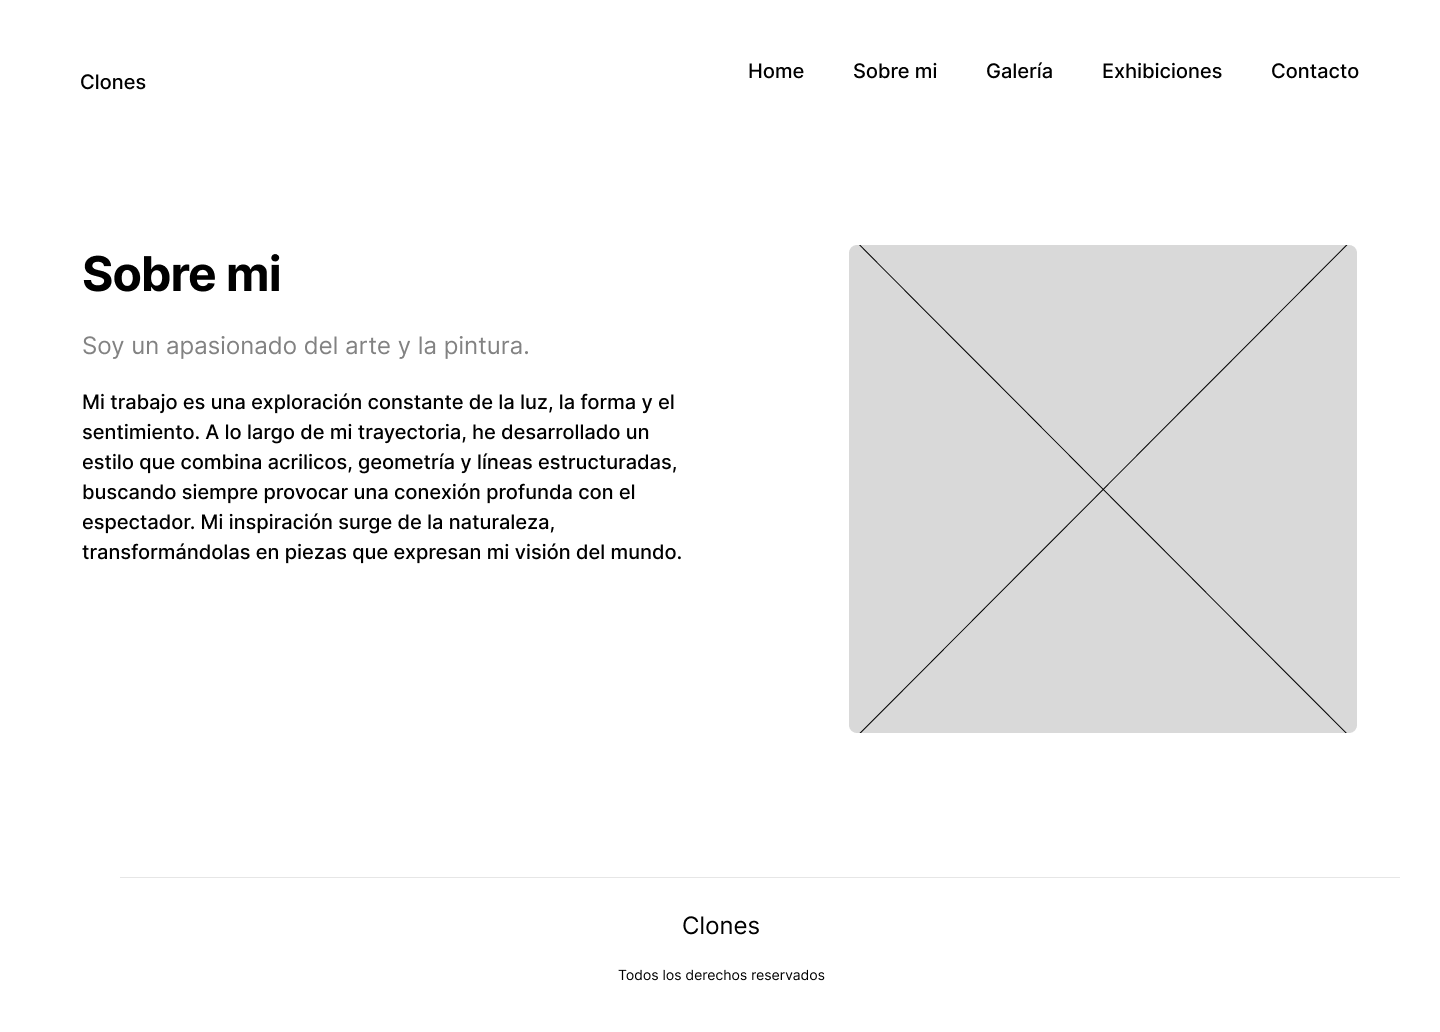 Clones
Home
Sobre mi
Galería
Exhibiciones
Contacto
Sobre mi
Soy un apasionado del arte y la pintura.
Mi trabajo es una exploración constante de la luz, la forma y el
sentimiento. A lo largo de mi trayectoria, he desarrollado un
estilo que combina acrilicos, geometría y líneas estructuradas,
buscando siempre provocar una conexión profunda con el
espectador. Mi inspiración surge de la naturaleza,
transformándolas en piezas que expresan mi visión del mundo.
Clones
Todos los derechos reservados